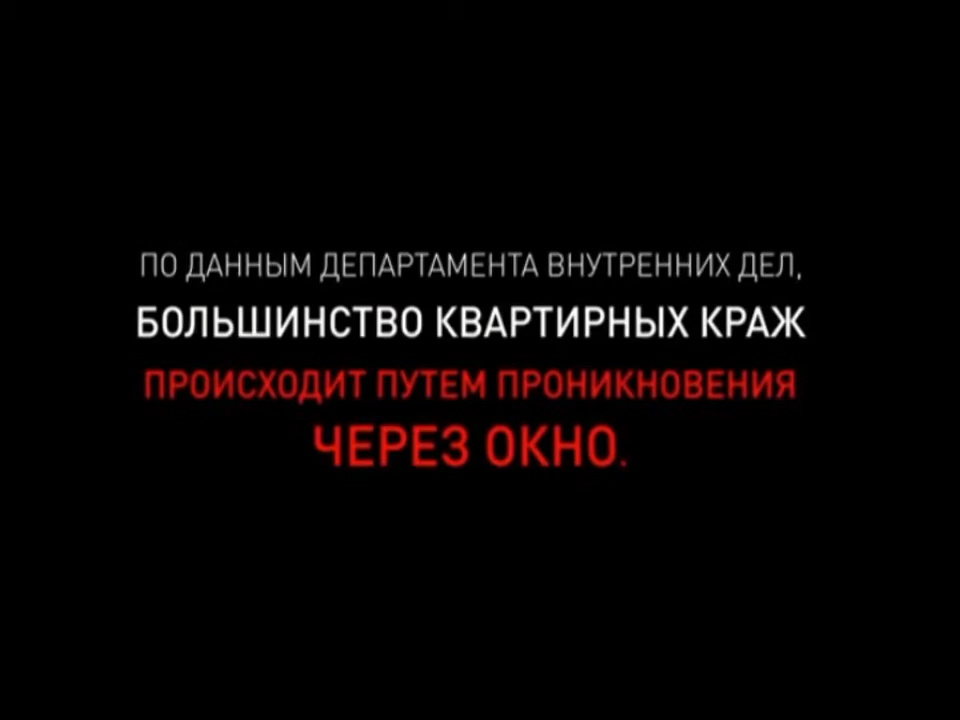 ПО ДАННЫМ ДЕПАРТАМЕНТА ВНУТРЕННИХ ДЕЛ,
БОЛЬШИНСТВО КВАРТИРНЫХ КРАЖ
ПРОИСХОДИТ ПУТЕМ ПРОНИКНОВЕНИЯ
ЧЕРЕЗ ОКНО.